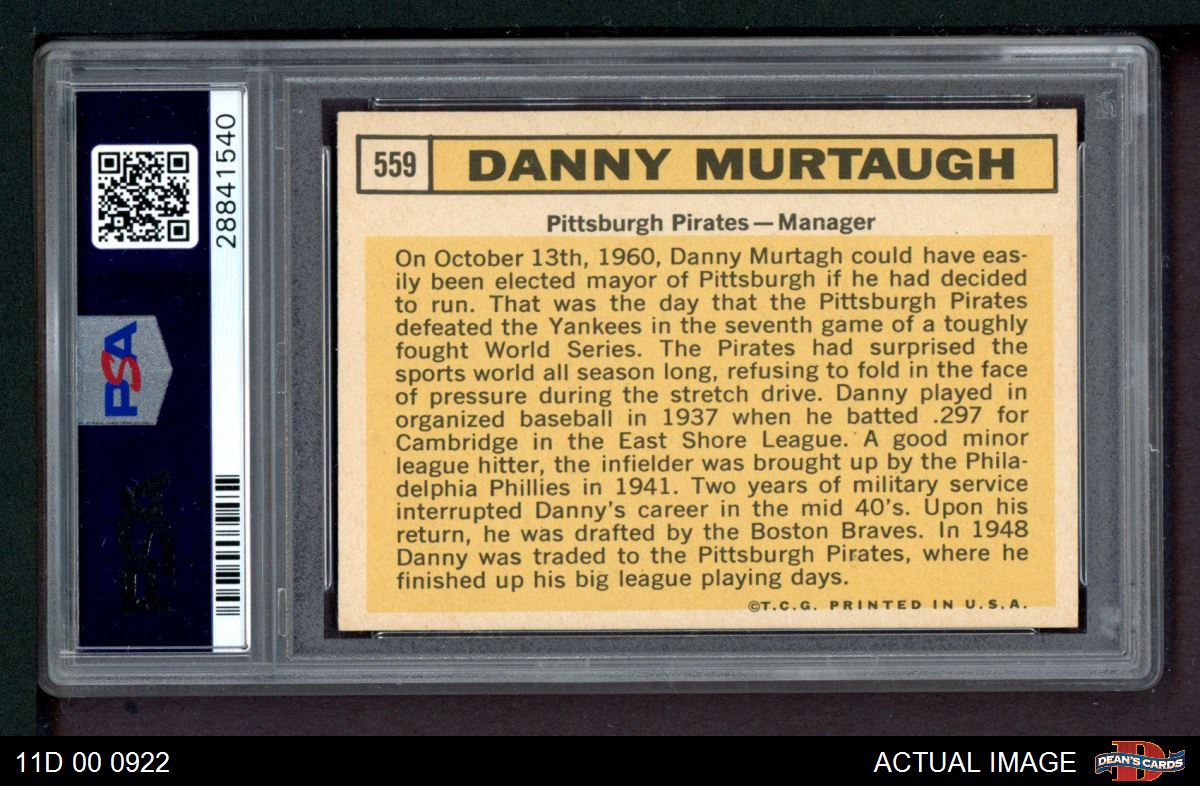 28841540
PSA
PSA
559
DANNY MURTAUGH
Pittsburgh Pirates — Manager
On October 13th, 1960, Danny Murtagh could have eas-
ily been elected mayor of Pittsburgh if he had decided
to run. That was the day that the Pittsburgh Pirates
defeated the Yankees in the seventh game of a toughly
fought World Series. The Pirates had surprised the
sports world all season long, refusing to fold in the face
of pressure during the stretch drive. Danny played in
organized baseball in 1937 when he batted .297 for
Cambridge in the East Shore League. A good minor
league hitter, the infielder was brought up by the Phila-
delphia Phillies in 1941. Two years of military service
interrupted Danny's career in the mid 40's. Upon his
return, he was drafted by the Boston Braves. In 1948
Danny was traded to the Pittsburgh Pirates, where he
finished up his big league playing days.
©T.C.G. PRINTED IN U.S.A.
11D 00 0922
ACTUAL IMAGE
D
DEAN'S CARDS